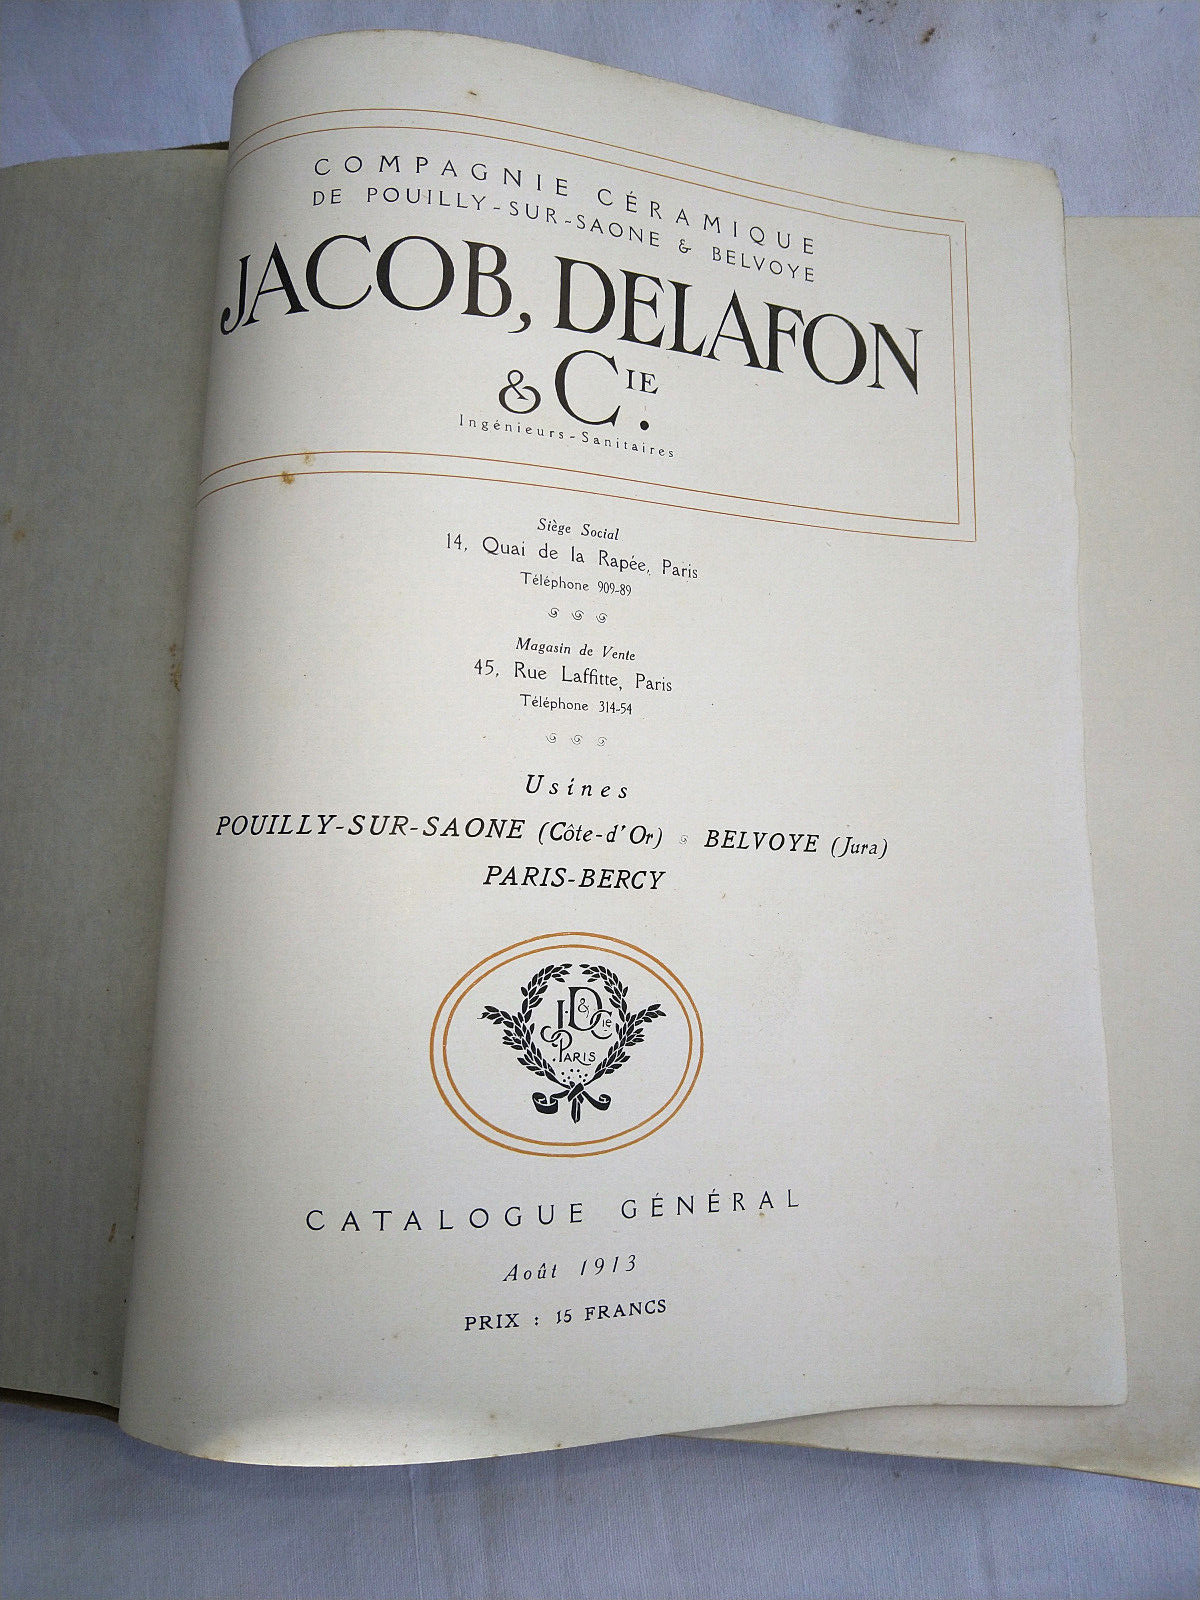 COMPAGNIE CÉRAMIQUE
DE POUILLY-SUR-SAONE & BELVOYE
JACOB, DELAFON
& CIE.
Ingénieurs-Sanitaires
Siège Social
14, Quai de la Rapée, Paris
Téléphone 909-89
Magasin de Vente
45, Rue Laffitte, Paris
Téléphone 314-54
Usines
POUILLY-SUR-SAONE (Côte-d'Or) BELVOYE (Jura)
PARIS-BERCY
J. D & Cie
.PARIS.
CATALOGUE GÉNÉRAL
Août 1913
PRIX : 15 FRANCS